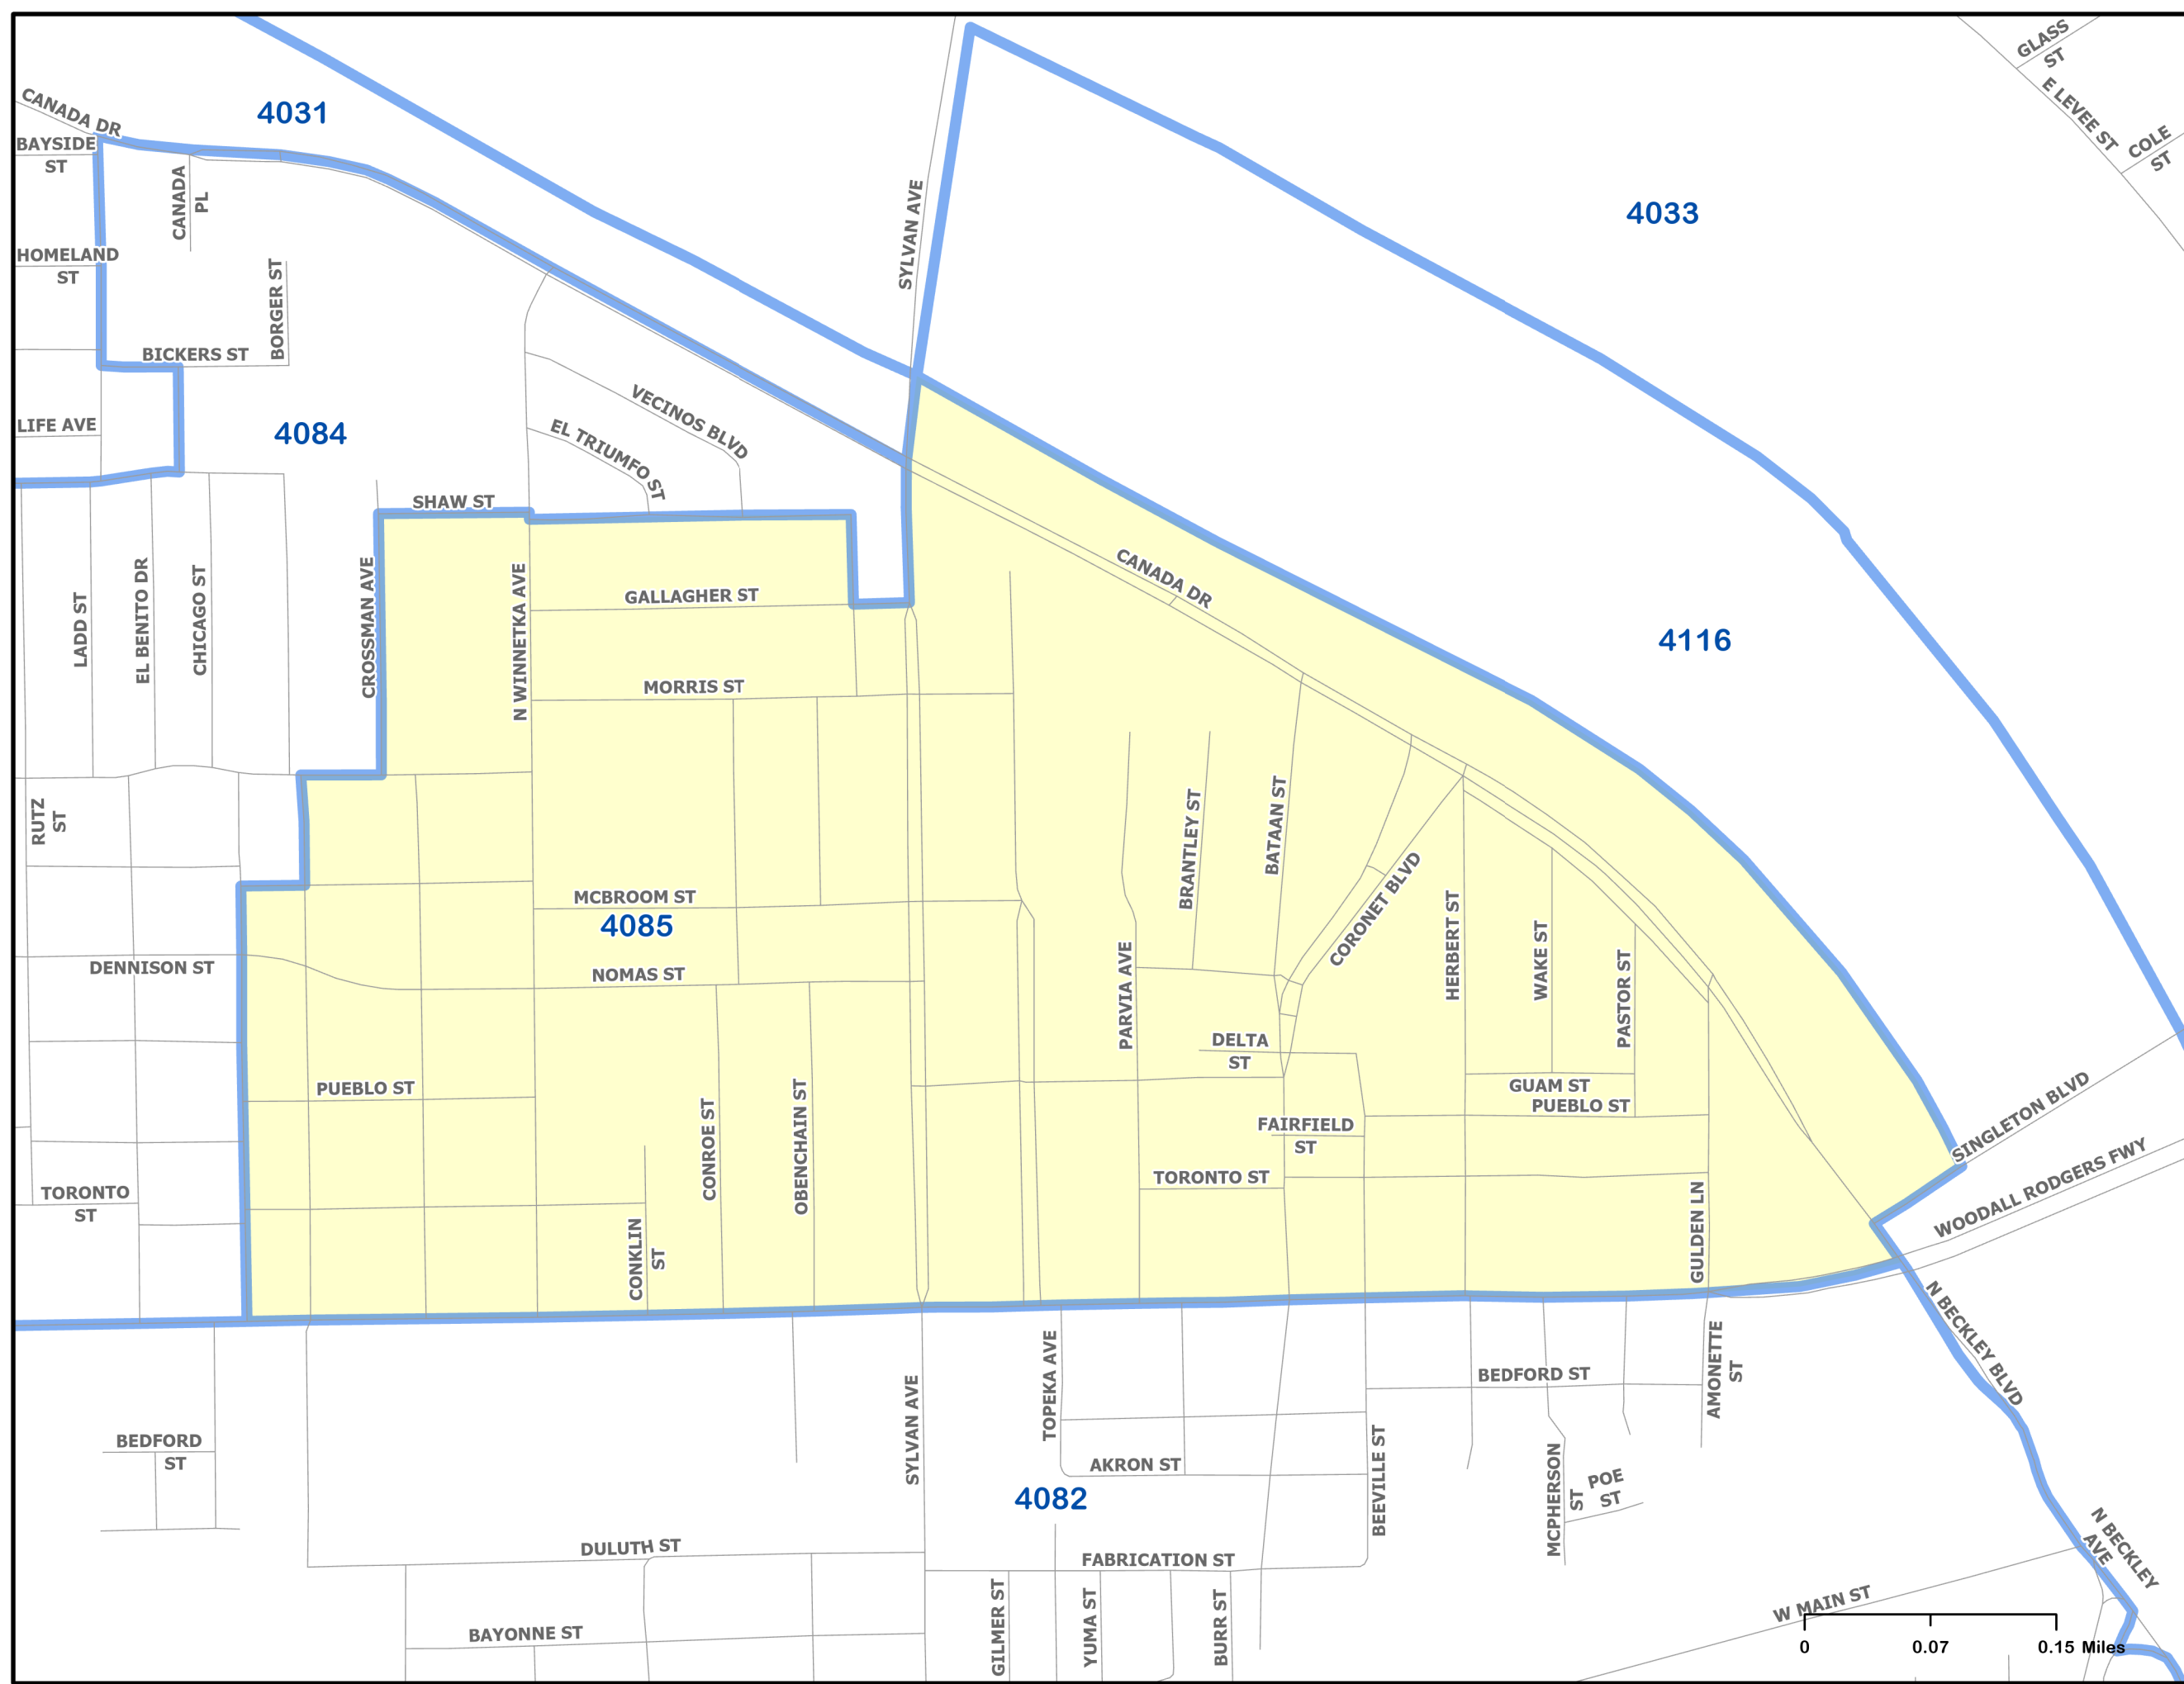 GLASS
ST
E LEVEE ST
COLE
ST
CANADA DR
4031
BAYSIDE
ST
CANADA
PL
SYLVAN AVE
4033
HOMELAND
ST
BORGER ST
BICKERS ST
VECINOS BLVD
LIFE AVE
4084
EL TRIUMFO ST
SHAW ST
CANADA DR
LADD ST
EL BENITO DR
CHICAGO ST
CROSSMAN AVE
N WINNETKA AVE
GALLAGHER ST
4116
MORRIS ST
RUTZ
ST
BRANTLEY ST
BATAAN ST
CORONET BLVD
MCBROOM ST
4085
HERBERT ST
WAKE ST
PASTOR ST
DENNISON ST
NOMAS ST
PARVIA AVE
DELTA
ST
PUEBLO ST
GUAM ST
PUEBLO ST
CONROE ST
OBENCHAIN ST
FAIRFIELD
ST
SINGLETON BLVD
TORONTO ST
TORONTO
ST
WOODALL RODGERS FWY
CONKLIN
ST
GULDEN LN
N BECKLEY BLVD
TOPEKA AVE
AMONETTE
ST
BEDFORD ST
SYLVAN AVE
BEDFORD
ST
AKRON ST
BEEVILLE ST
MCPHERSON
ST
POE
ST
4082
N BECKLEY
AVE
DULUTH ST
FABRICATION ST
GILMER ST
YUMA ST
BURR ST
W MAIN ST
BAYONNE ST
0 0.07 0.15 Miles